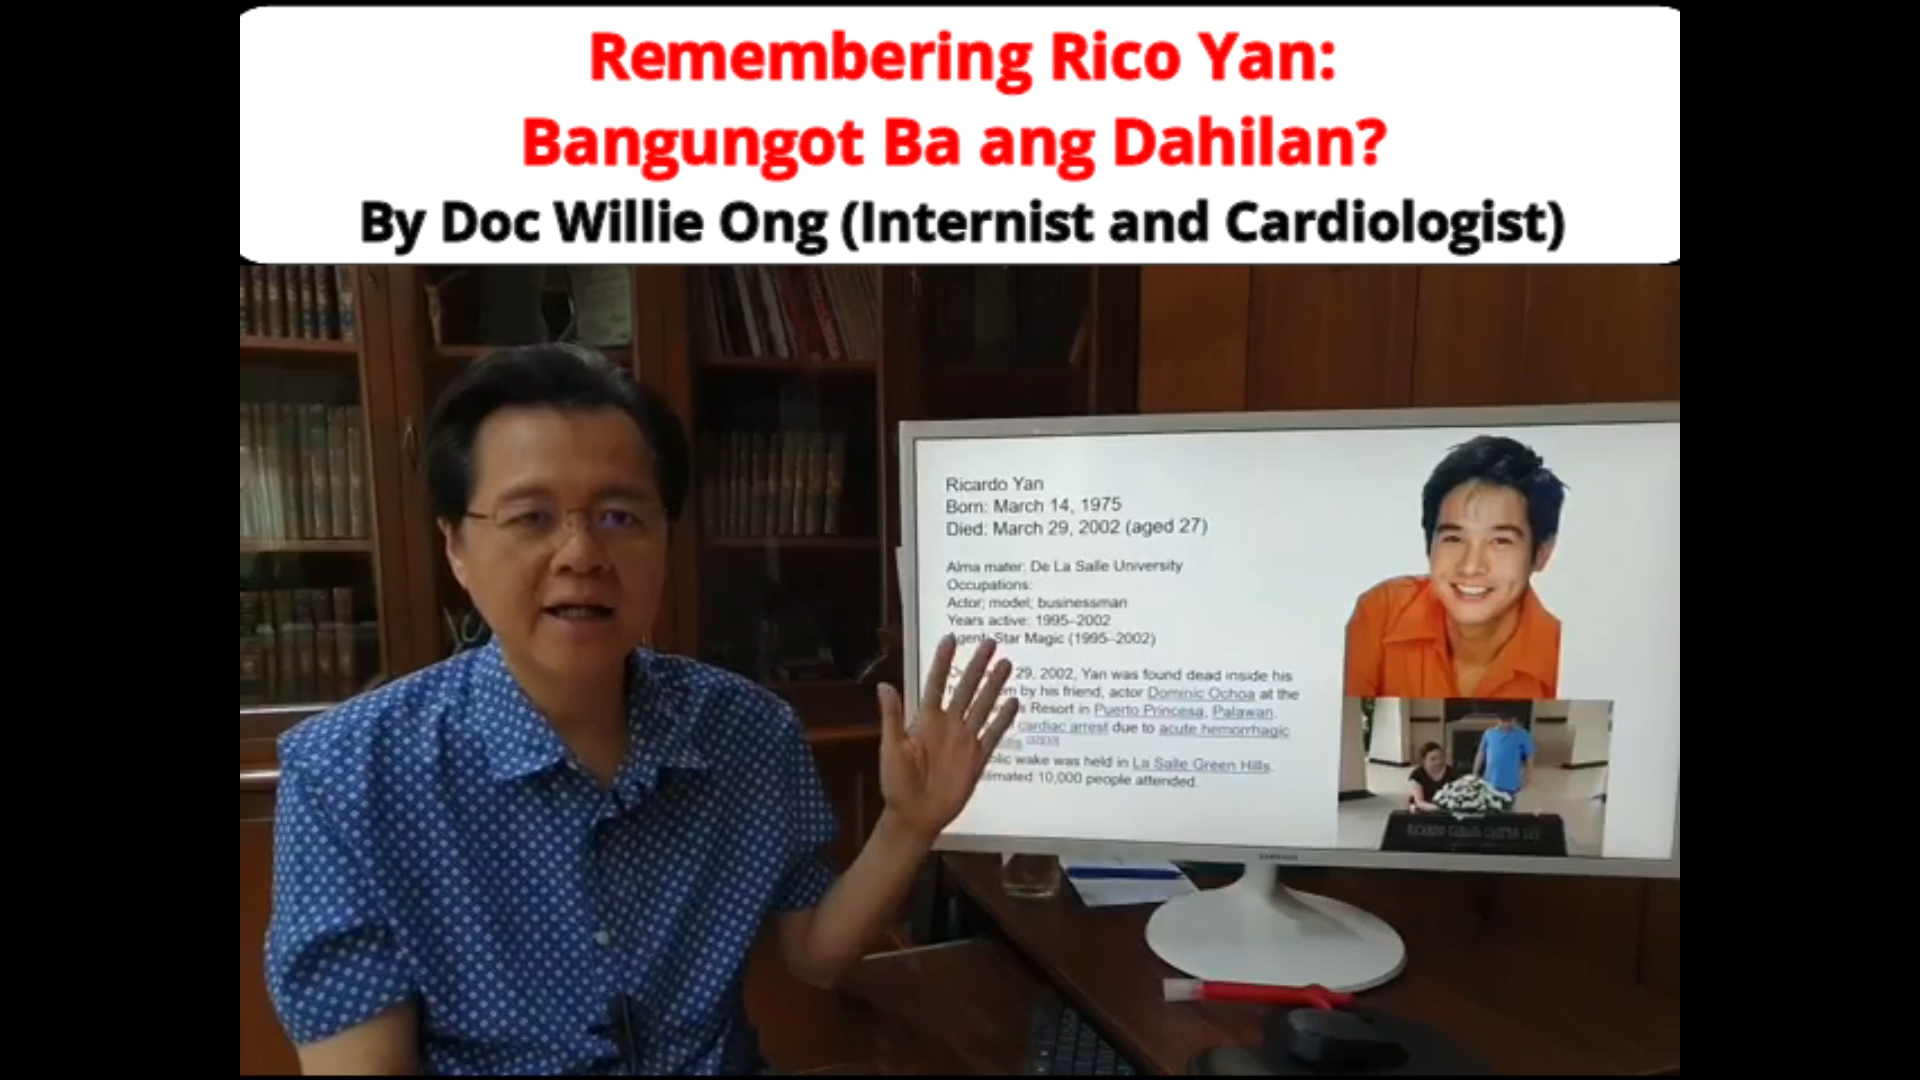 Remembering Rico Yan:
Bangungot Ba ang Dahilan?
By Doc Willie Ong (Internist and Cardiologist)
Ricardo Yan
Born: March 14, 1975
Died: March 29, 2002 (aged 27)
Alma mater: De La Salle University
Occupations:
Actor; model; businessman
Years active: 1995–2002
Agent: Star Magic (1995–2002)
29, 2002, Yan was found dead inside his
by his friend, actor Dominic Ochoa at the
Resort in Puerto Princesa, Palawan.
cardiac arrest due to acute hemorrhagic
wake was held in La Salle Green Hills.
10,000 people attended.
SAMSUNG